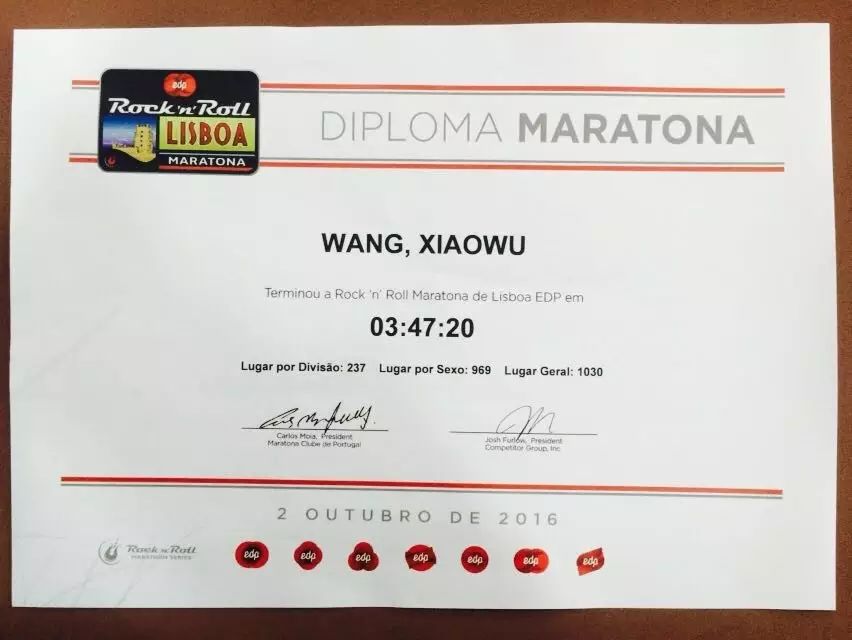 edp
Rock 'n' Roll
LISBOA
MARATONA
DIPLOMA MARATONA
WANG, XIAOWU
Terminou a Rock 'n' Roll Maratona de Lisboa EDP em
03:47:20
Lugar por Divisão: 237 Lugar por Sexo: 969 Lugar Geral: 1030
Carlos Moia, President
Maratona Clube de Portugal
Josh Furlow, President
Competitor Group, Inc
2 OUTUBRO DE 2016
Rock 'n' Roll
MARATHON SERIES
edp edp edp edp edp edp edp